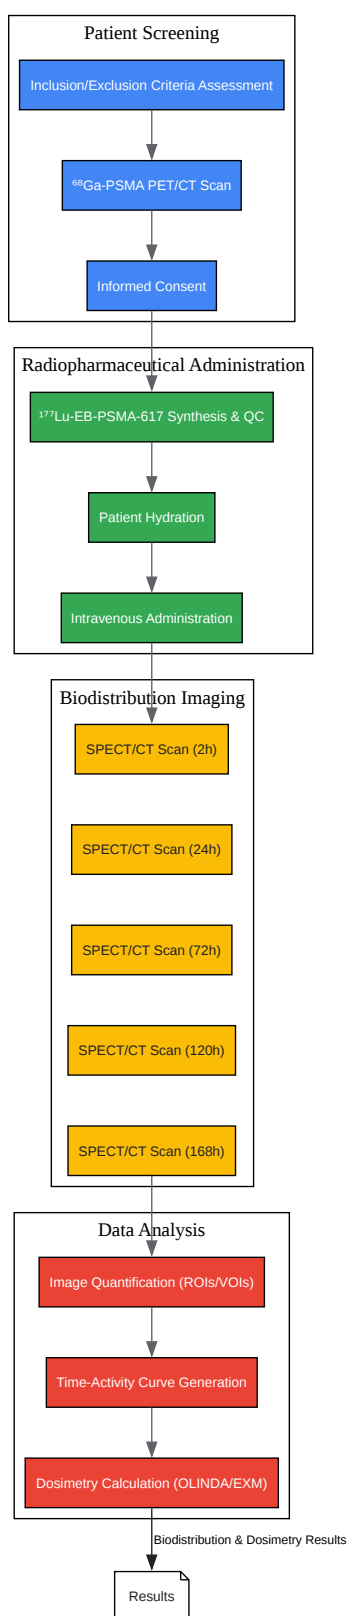 Patient Screening
Inclusion/Exclusion Criteria Assessment
⁶⁸Ga-PSMA PET/CT Scan
Informed Consent
Radiopharmaceutical Administration
¹⁷⁷Lu-EB-PSMA-617 Synthesis & QC
Patient Hydration
Intravenous Administration
Biodistribution Imaging
SPECT/CT Scan (2h)
SPECT/CT Scan (24h)
SPECT/CT Scan (72h)
SPECT/CT Scan (120h)
SPECT/CT Scan (168h)
Data Analysis
Image Quantification (ROIs/VOIs)
Time-Activity Curve Generation
Dosimetry Calculation (OLINDA/EXM)
Biodistribution & Dosimetry Results
Results